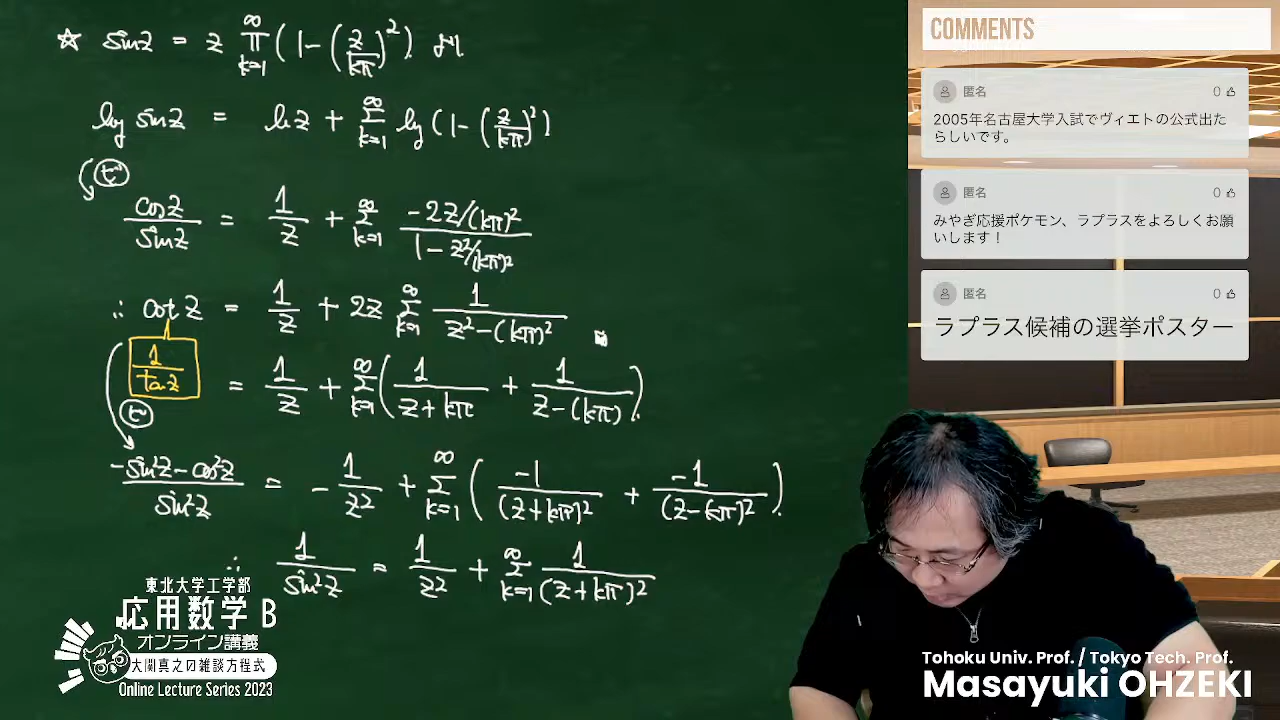 ☆ sin z = z ∏_{k=1}^{∞} (1 - (z/kπ)^2) より
log sin z = ln z + Σ_{k=1}^{∞} log (1 - (z/kπ)^2)
cos z / sin z = 1/z + Σ_{k=1}^{∞} (-2z/(kπ)^2) / (1 - z^2/(kπ)^2)
∴ cot z = 1/z + 2z Σ_{k=1}^{∞} 1/(z^2 - (kπ)^2)
1/tan z = 1/z + Σ_{k=1}^{∞} (1/(z+kπ) + 1/(z-(kπ)))
(-sin^2 z - cos^2 z)/sin^2 z = -1/z^2 + Σ_{k=1}^{∞} (-1/(z+kπ)^2 + -1/(z-kπ)^2)
∴ 1/sin^2 z = 1/z^2 + Σ_{k=1}^{∞} 1/(z+kπ)^2
東北大学工学部
応用数学 B
オンライン講義
大関真之の雑談方程式
Online Lecture Series 2023
COMMENTS
匿名 0
2005年名古屋大学入試でヴィエトの公式出た
らしいです。
匿名 0
みやぎ応援ポケモン、ラプラスをよろしくお願
いします！
匿名 0
ラプラス候補の選挙ポスター
Tohoku Univ. Prof. / Tokyo Tech. Prof.
Masayuki OHZEKI